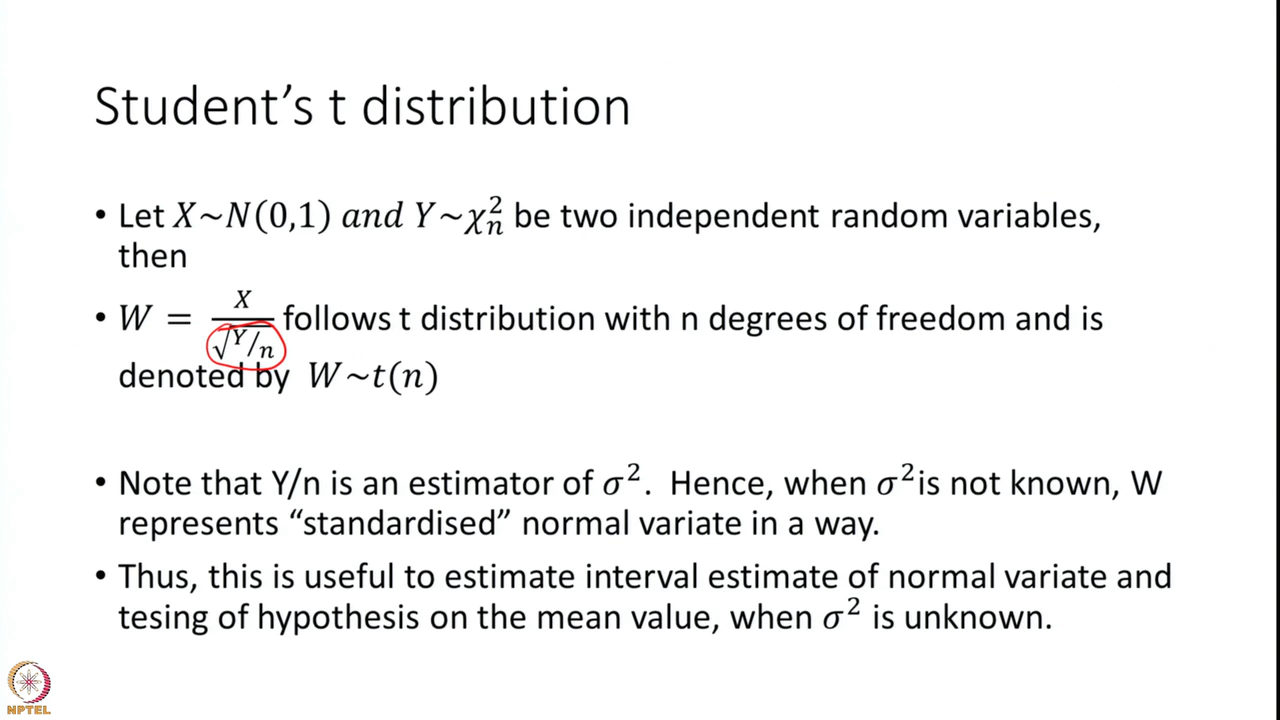 Student's t distribution
• Let X~N(0,1) and Y~χ²ₙ be two independent random variables,
then
• W = X/√(Y/n) follows t distribution with n degrees of freedom and is
denoted by W~t(n)
• Note that Y/n is an estimator of σ². Hence, when σ²is not known, W
represents “standardised” normal variate in a way.
• Thus, this is useful to estimate interval estimate of normal variate and
tesing of hypothesis on the mean value, when σ² is unknown.
NPTEL